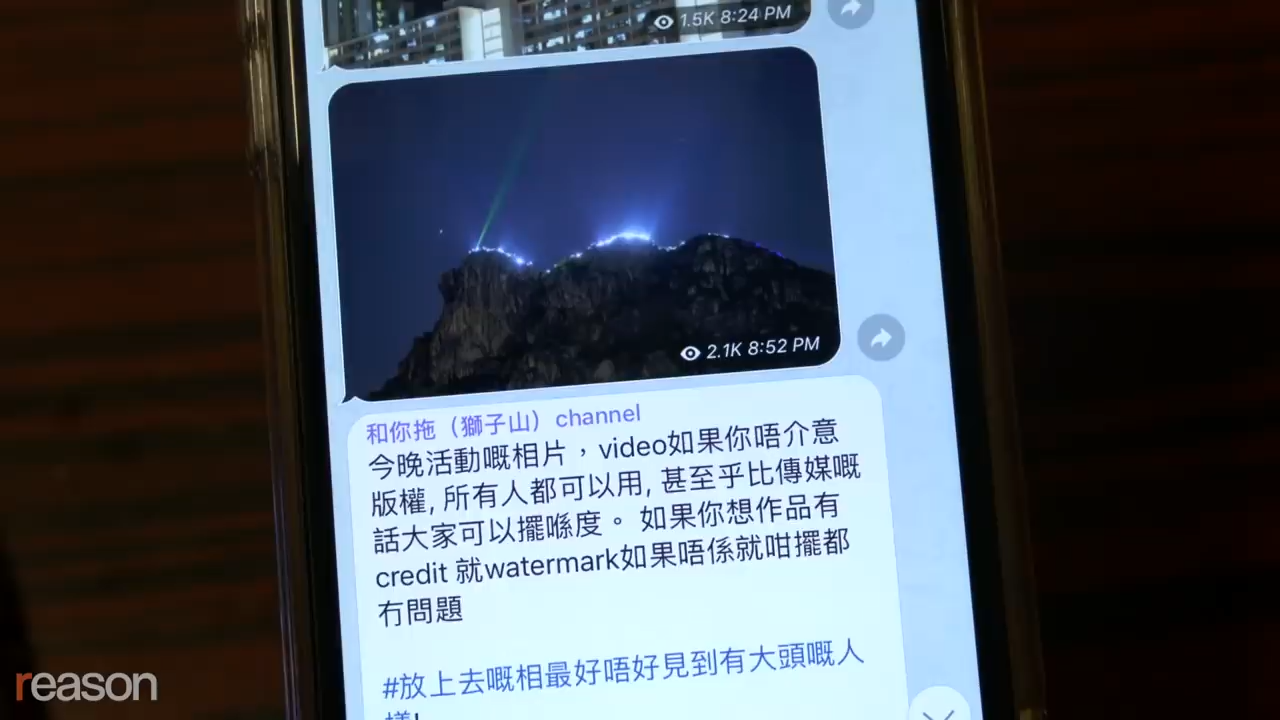 1.5K 8:24 PM
2.1K 8:52 PM
和你拖（獅子山）channel
今晚活動嘅相片，video如果你唔介意
版權, 所有人都可以用, 甚至乎比傳媒嘅
話大家可以擺喺度。 如果你想作品有
credit 就watermark如果唔係就咁擺都
冇問題
#放上去嘅相最好唔好見到有大頭嘅人
樣!
reason